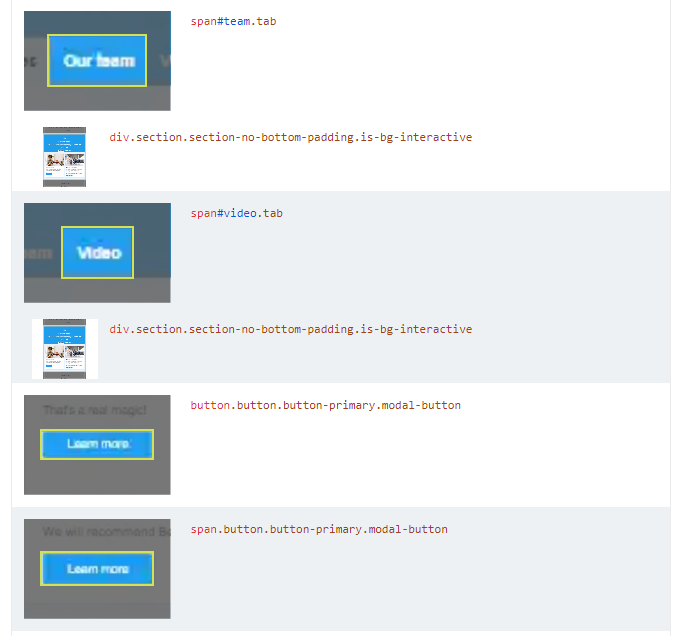 span#team.tab
Our team
div.section.section-no-bottom-padding.is-bg-interactive
span#video.tab
Video
div.section.section-no-bottom-padding.is-bg-interactive
button.button.button-primary.modal-button
That's a real magic!
Learn more
span.button.button-primary.modal-button
We will recommend
Learn more